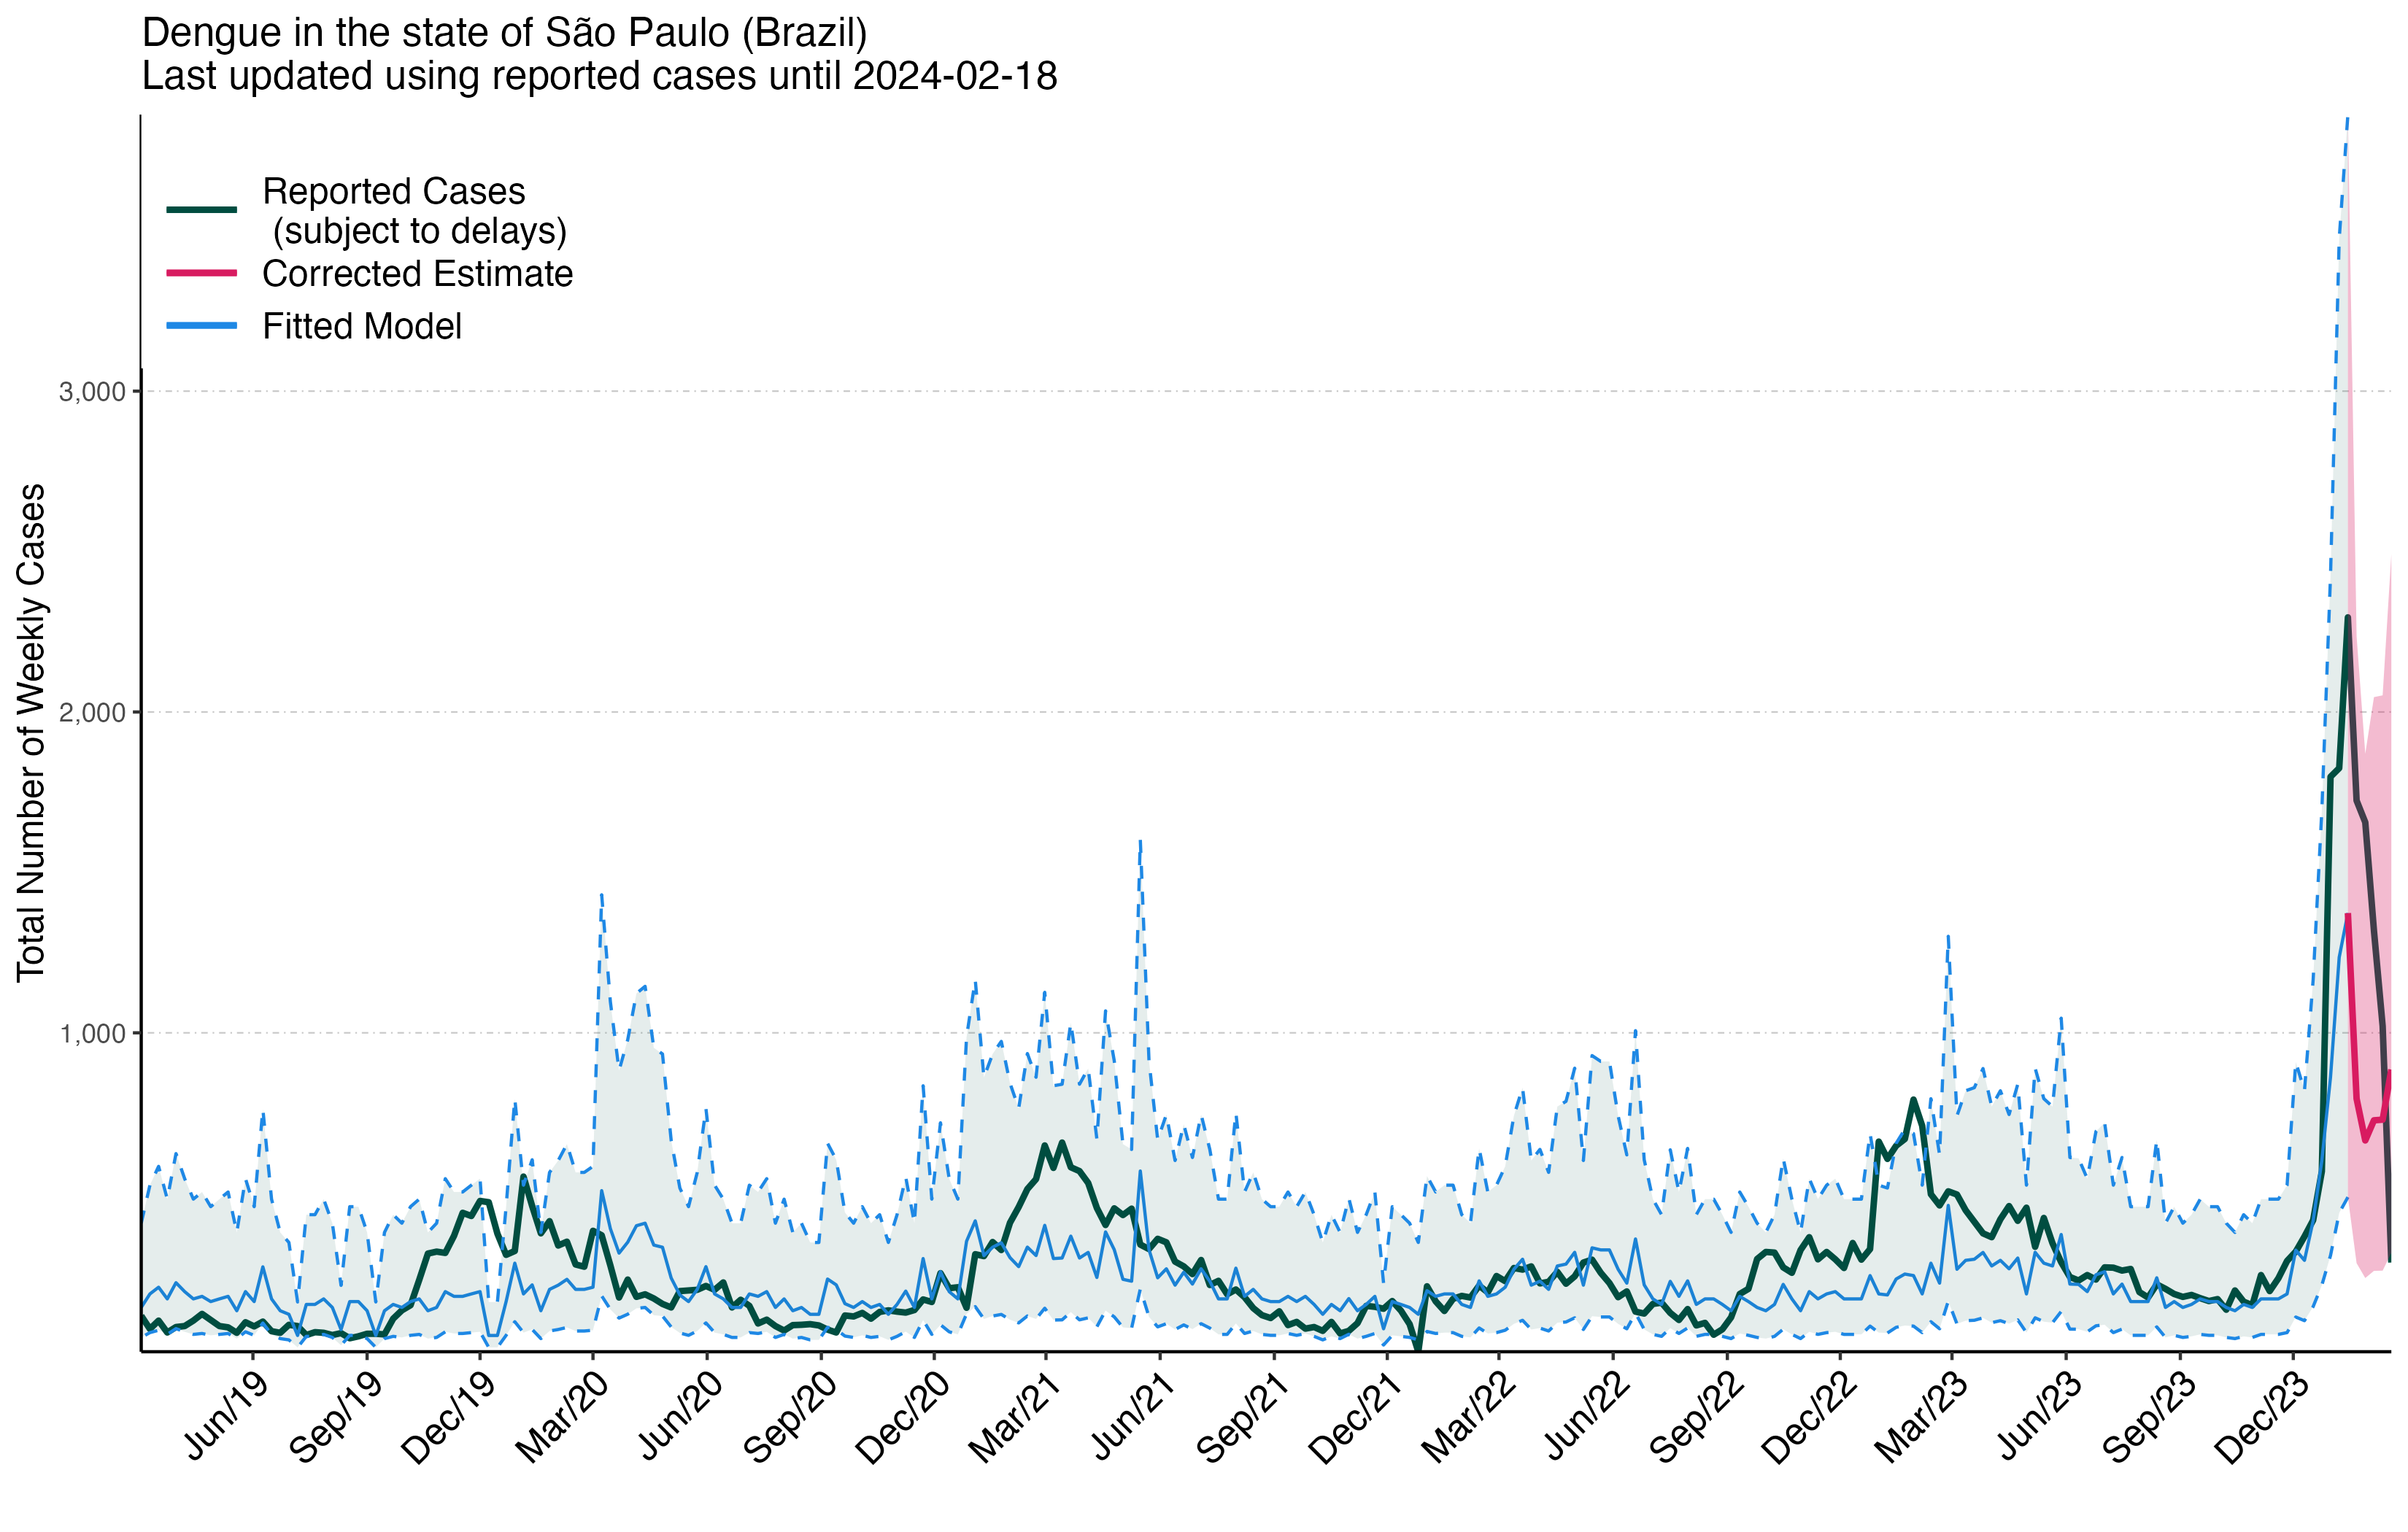 Dengue in the state of São Paulo (Brazil)
Last updated using reported cases until 2024-02-18
Reported Cases
(subject to delays)
Corrected Estimate
Fitted Model
Total Number of Weekly Cases
3,000
2,000
1,000
Jun/19
Sep/19
Dec/19
Mar/20
Jun/20
Sep/20
Dec/20
Mar/21
Jun/21
Sep/21
Dec/21
Mar/22
Jun/22
Sep/22
Dec/22
Mar/23
Jun/23
Sep/23
Dec/23